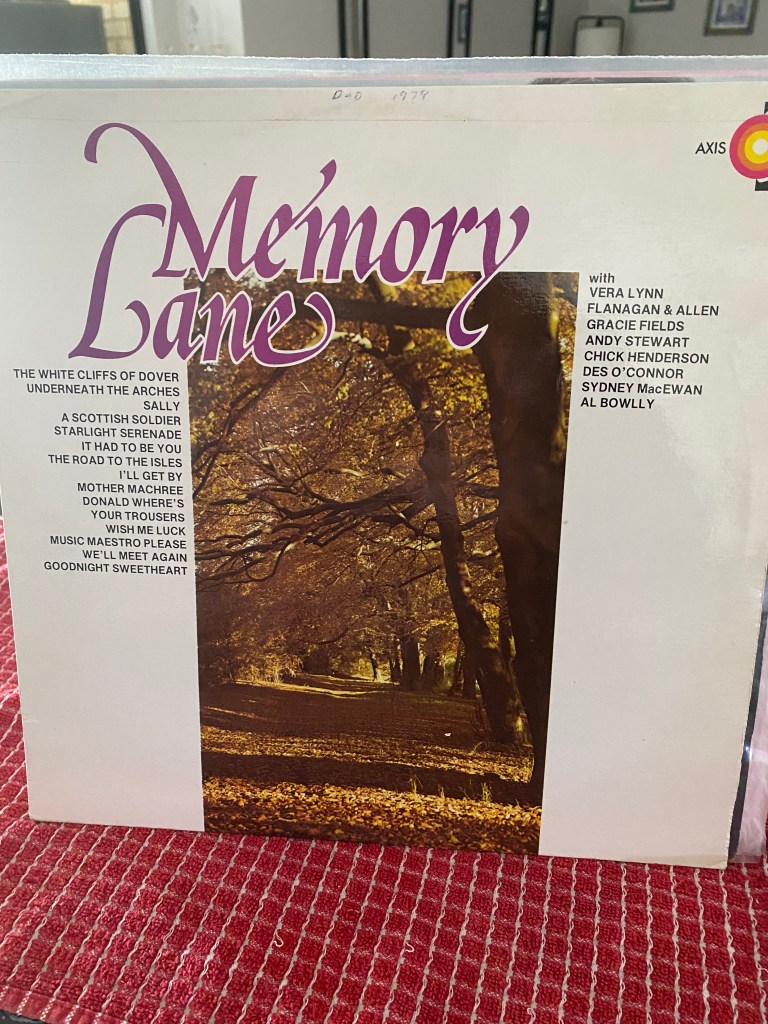 DAD 1979
AXIS
Memory
Lane
with
VERA LYNN
FLANAGAN & ALLEN
GRACIE FIELDS
ANDY STEWART
CHICK HENDERSON
DES O'CONNOR
SYDNEY MacEWAN
AL BOWLLY
THE WHITE CLIFFS OF DOVER
UNDERNEATH THE ARCHES
SALLY
A SCOTTISH SOLDIER
STARLIGHT SERENADE
IT HAD TO BE YOU
THE ROAD TO THE ISLES
I'LL GET BY
MOTHER MACHREE
DONALD WHERE'S
YOUR TROUSERS
WISH ME LUCK
MUSIC MAESTRO PLEASE
WE'LL MEET AGAIN
GOODNIGHT SWEETHEART